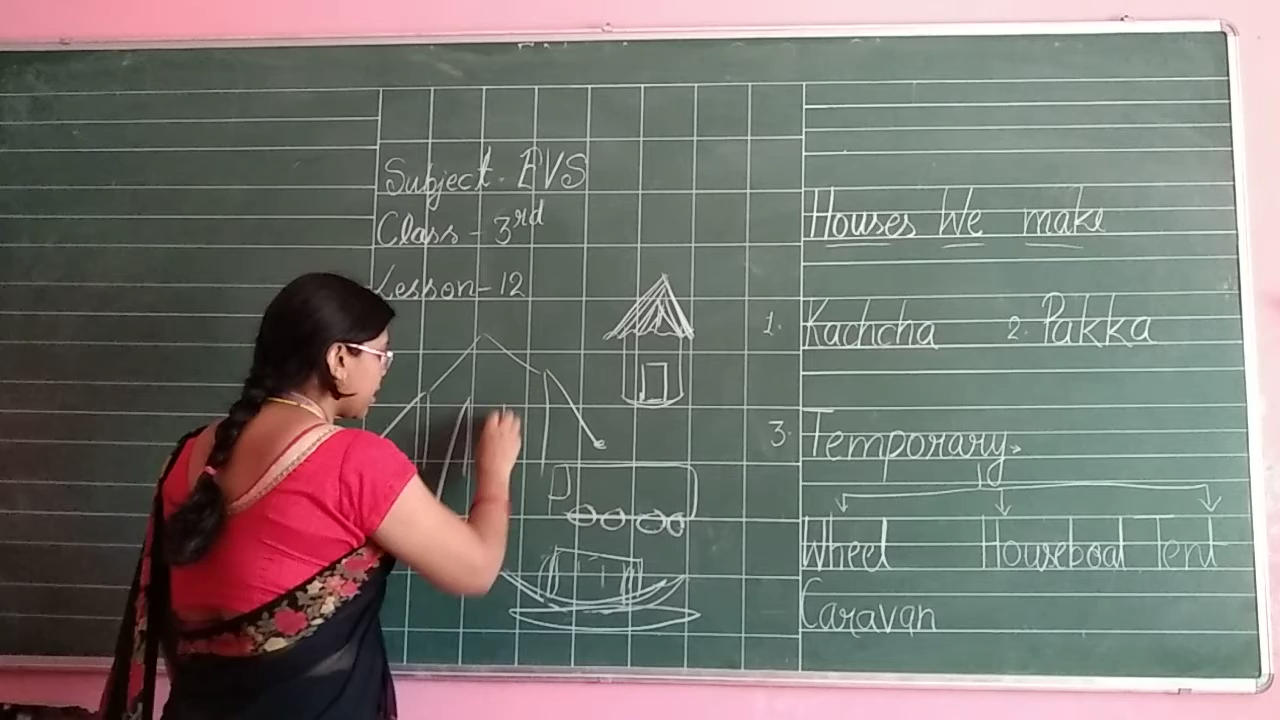 Subject. EVS
Class - 3rd
Lesson - 12
Houses We make
1. Kachcha 2. Pakka
3. Temporary
Wheel Houseboat Tent
Caravan